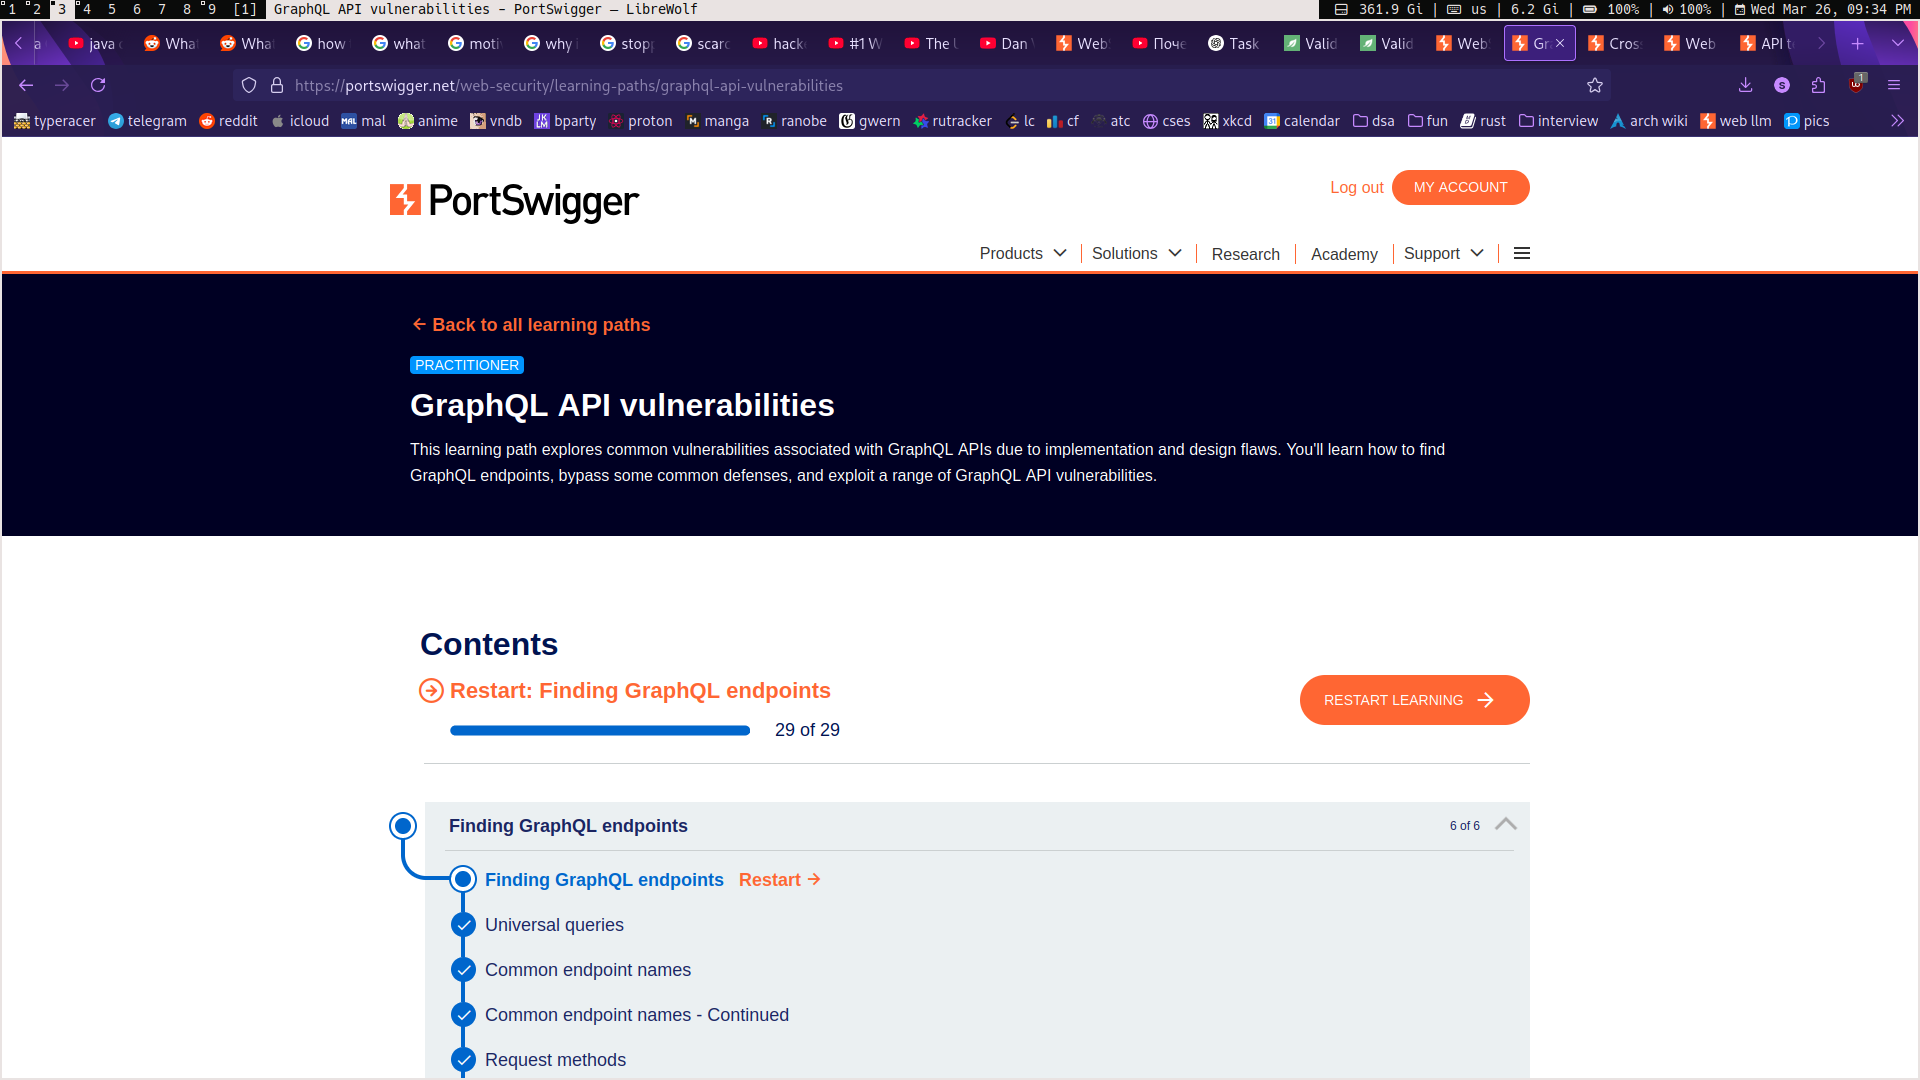 1 2 3 4 5 6 7 8 9 [1] GraphQL API vulnerabilities - PortSwigger — LibreWolf 361.9 Gi | us | 6.2 Gi | 100% | 100% | Wed Mar 26, 09:34 PM
java What What how what moti why i stop scarc hack #1 W The Dan Web Поче Task Valid Valid Web Gr Cros Web API t
https://portswigger.net/web-security/learning-paths/graphql-api-vulnerabilities
S 1
typeracer telegram reddit icloud MAL mal anime vndb bparty proton manga ranobe gwern rutracker lc cf atc cses xkcd calendar dsa fun rust interview arch wiki web llm pics
PortSwigger
Log out MY ACCOUNT
Products Solutions Research Academy Support
Back to all learning paths
PRACTITIONER
GraphQL API vulnerabilities
This learning path explores common vulnerabilities associated with GraphQL APIs due to implementation and design flaws. You'll learn how to find
GraphQL endpoints, bypass some common defenses, and exploit a range of GraphQL API vulnerabilities.
Contents
Restart: Finding GraphQL endpoints
RESTART LEARNING
29 of 29
Finding GraphQL endpoints 6 of 6
Finding GraphQL endpoints Restart
Universal queries
Common endpoint names
Common endpoint names - Continued
Request methods